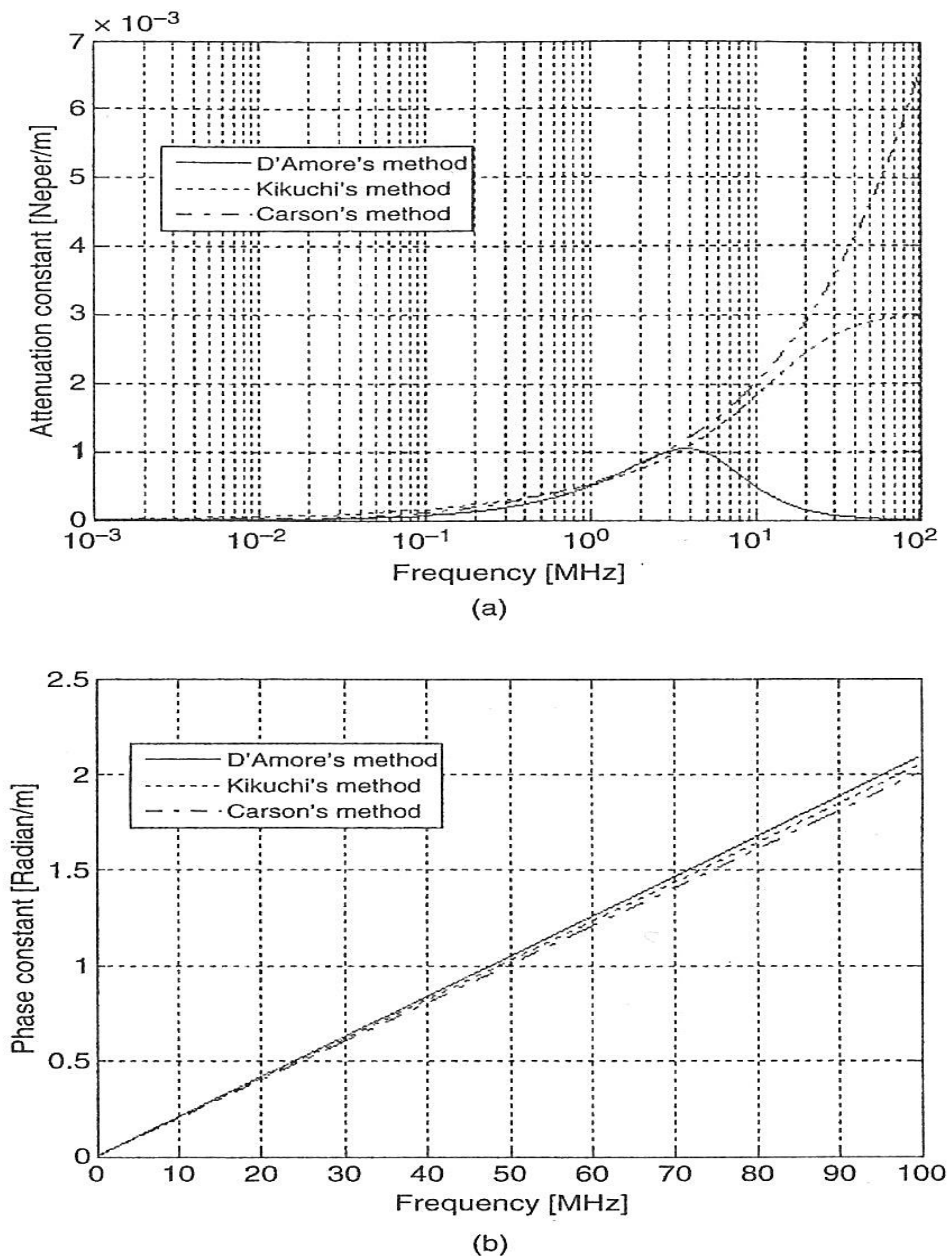 × 10⁻³
7
6
5
4
3
2
1
0
Attenuation constant [Neper/m]
D'Amore's method
Kikuchi's method
Carson's method
10⁻³ 10⁻² 10⁻¹ 10⁰ 10¹ 10²
Frequency [MHz]
(a)
2.5
2
1.5
1
0.5
0
Phase constant [Radian/m]
D'Amore's method
Kikuchi's method
Carson's method
0 10 20 30 40 50 60 70 80 90 100
Frequency [MHz]
(b)